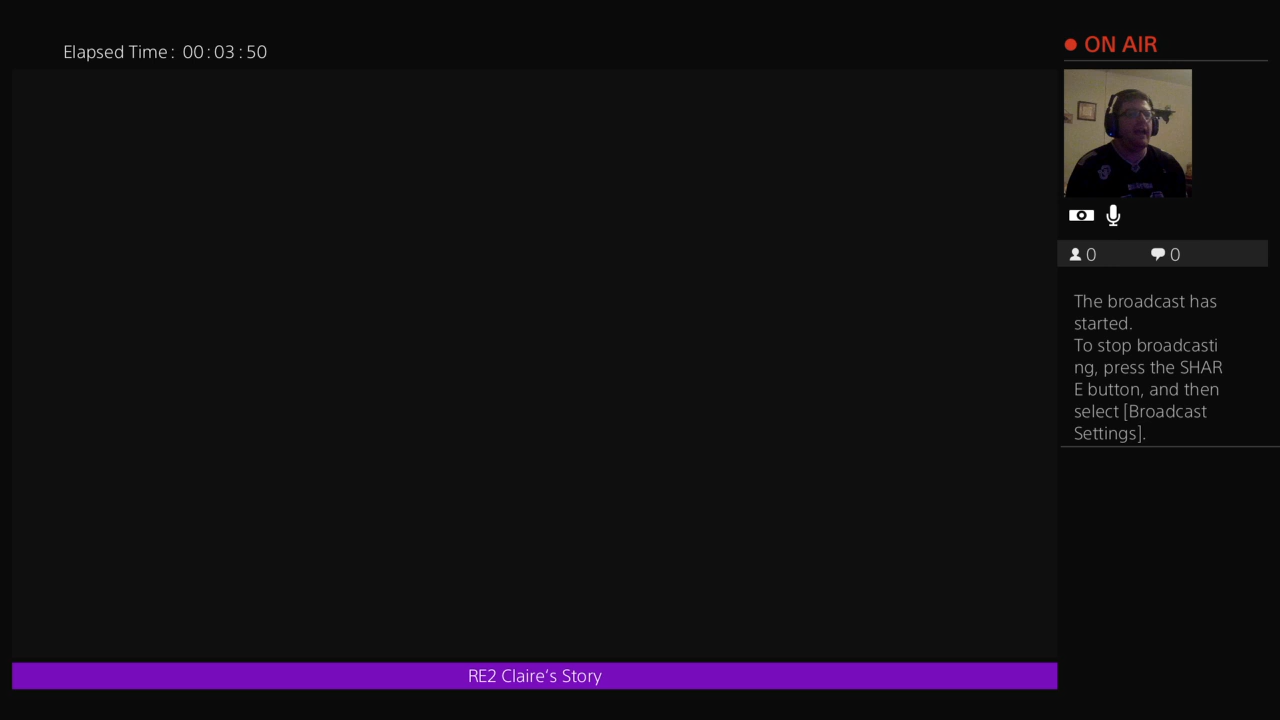 Elapsed Time: 00:03:50
ON AIR
0 0
The broadcast has
started.
To stop broadcasti
ng, press the SHAR
E button, and then
select [Broadcast
Settings].
RE2 Claire's Story